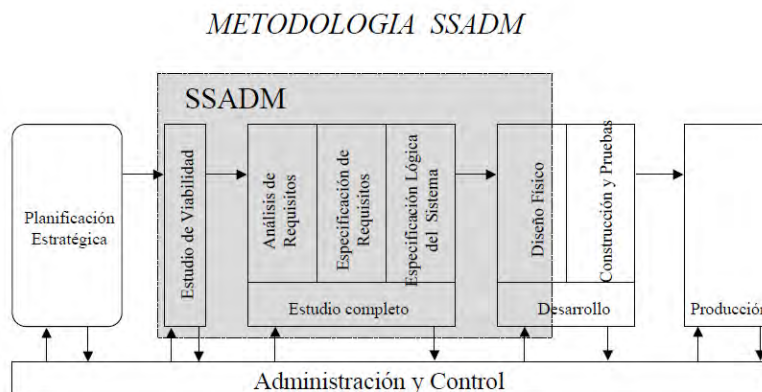 METODOLOGIA SSADM
SSADM
Planificación
Estratégica
Estudio de Viabilidad
Análisis de
Requisitos
Especificación de
Requisitos
Especificación Lógica
del Sistema
Estudio completo
Diseño Físico
Construcción y Pruebas
Desarrollo
Producción
Administración y Control